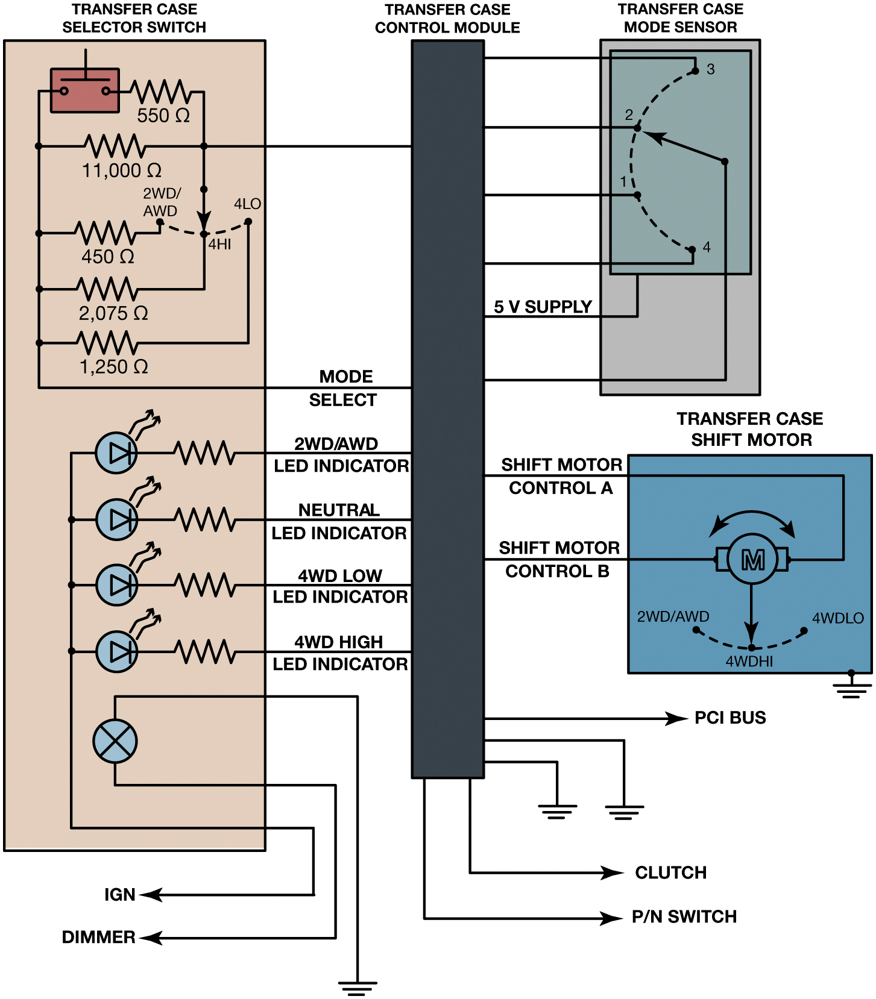 TRANSFER CASE
SELECTOR SWITCH
TRANSFER CASE
CONTROL MODULE
TRANSFER CASE
MODE SENSOR
550 Ω
11,000 Ω
2WD/
AWD
4LO
4HI
450 Ω
2,075 Ω
1,250 Ω
3
2
1
4
5 V SUPPLY
MODE
SELECT
2WD/AWD
LED INDICATOR
NEUTRAL
LED INDICATOR
4WD LOW
LED INDICATOR
4WD HIGH
LED INDICATOR
TRANSFER CASE
SHIFT MOTOR
SHIFT MOTOR
CONTROL A
SHIFT MOTOR
CONTROL B
M
2WD/AWD
4WDLO
4WDHI
PCI BUS
CLUTCH
P/N SWITCH
IGN
DIMMER